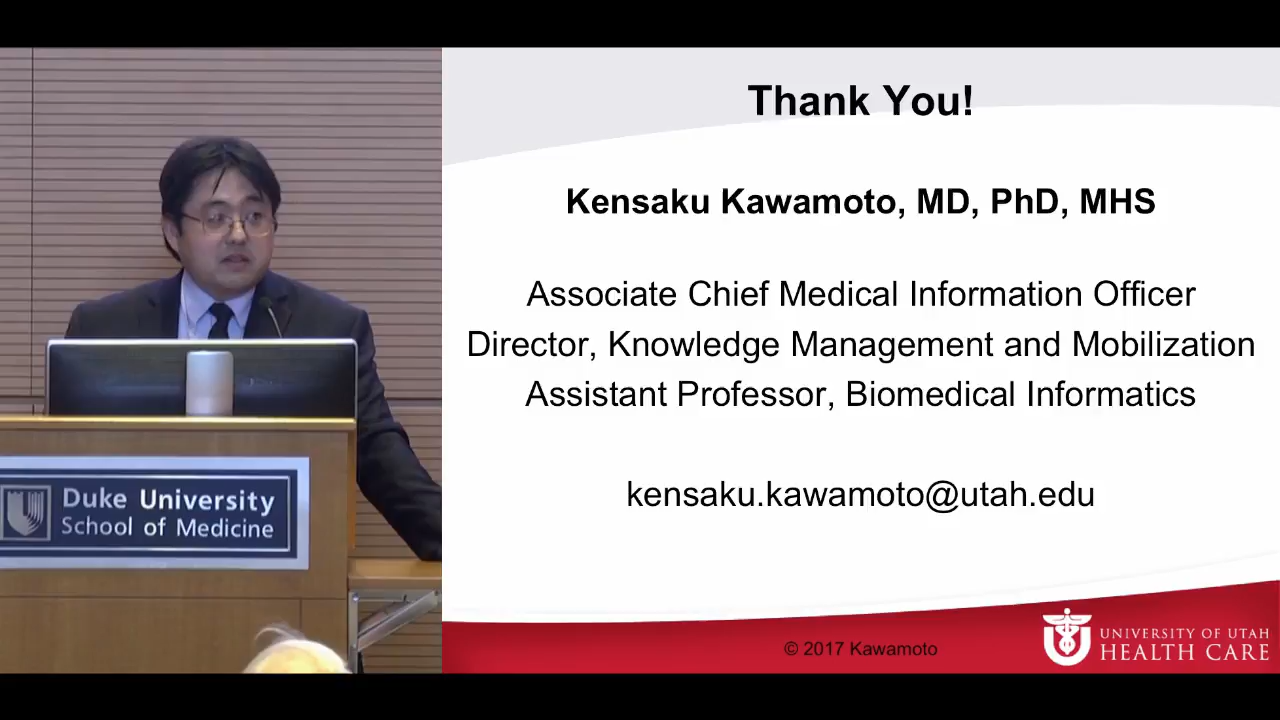 Thank You!
Kensaku Kawamoto, MD, PhD, MHS
Associate Chief Medical Information Officer
Director, Knowledge Management and Mobilization
Assistant Professor, Biomedical Informatics
kensaku.kawamoto@utah.edu
Duke University
School of Medicine
© 2017 Kawamoto
UNIVERSITY OF UTAH
HEALTH CARE